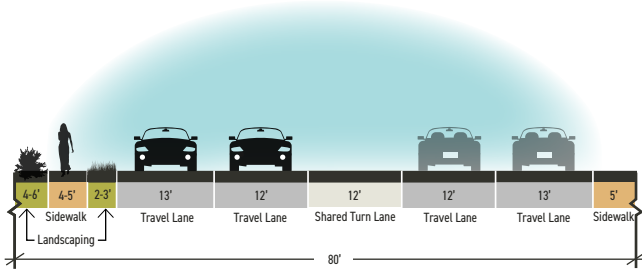 4-6' 4-5' 2-3' 13' 12' 12' 12' 13' 5'
Sidewalk Travel Lane Travel Lane Shared Turn Lane Travel Lane Travel Lane Sidewalk
Landscaping
80'